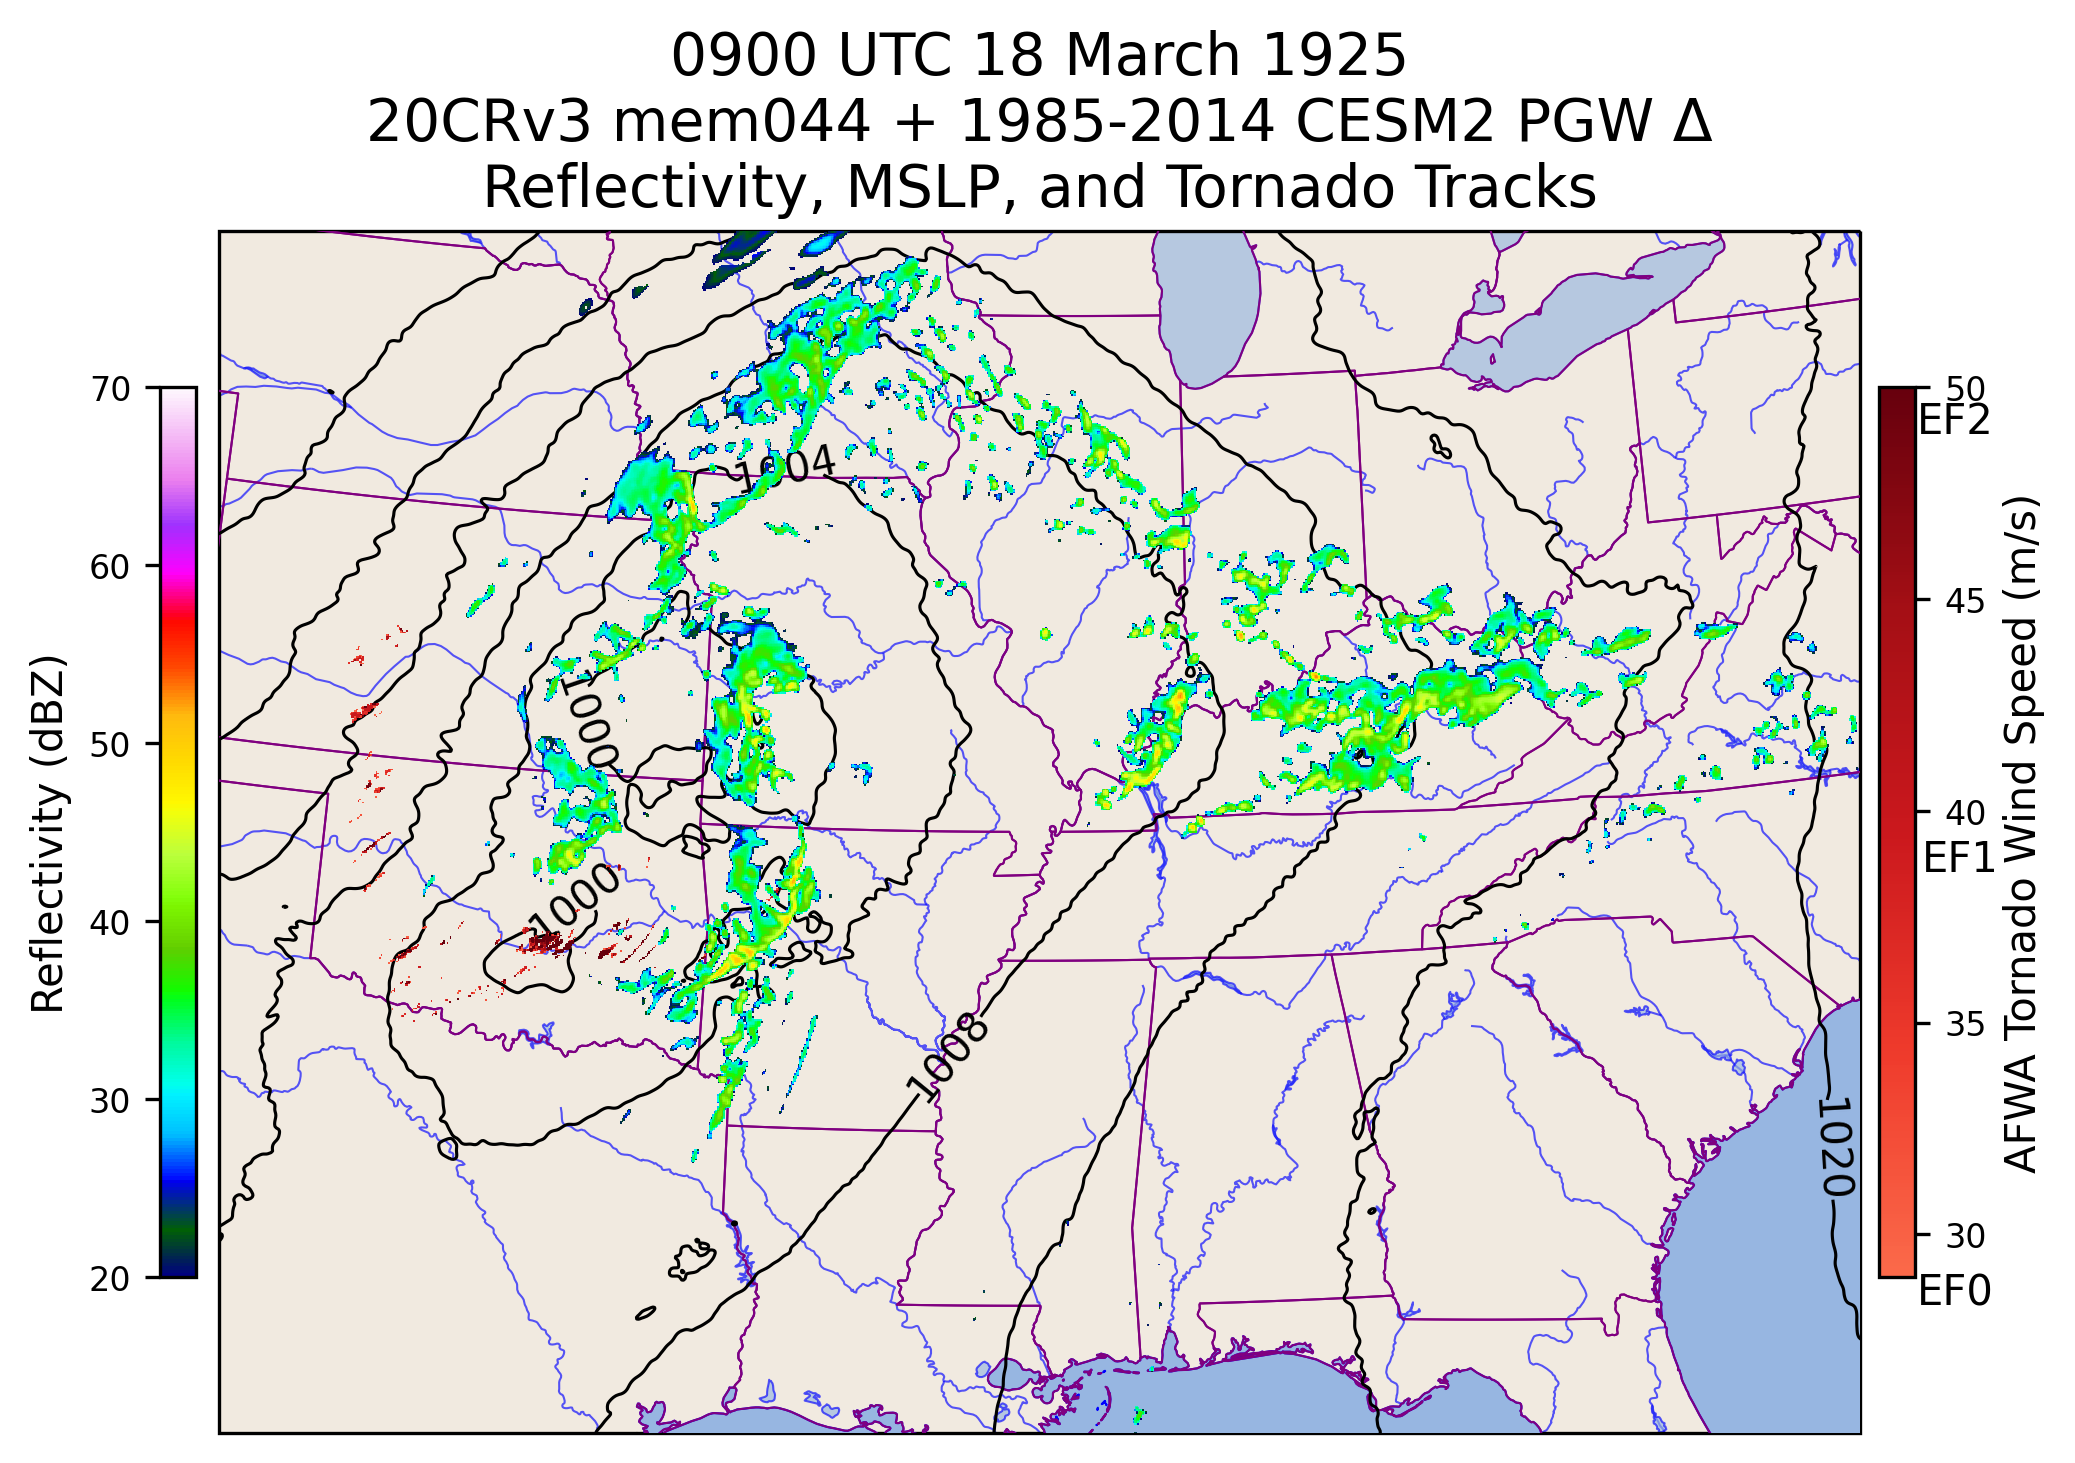 0900 UTC 18 March 1925
20CRv3 mem044 + 1985-2014 CESM2 PGW Δ
Reflectivity, MSLP, and Tornado Tracks
70
60
50
40
30
20
Reflectivity (dBZ)
1004
1000
1000
1008
1020
50
EF2
45
40
EF1
35
30
EF0
AFWA Tornado Wind Speed (m/s)